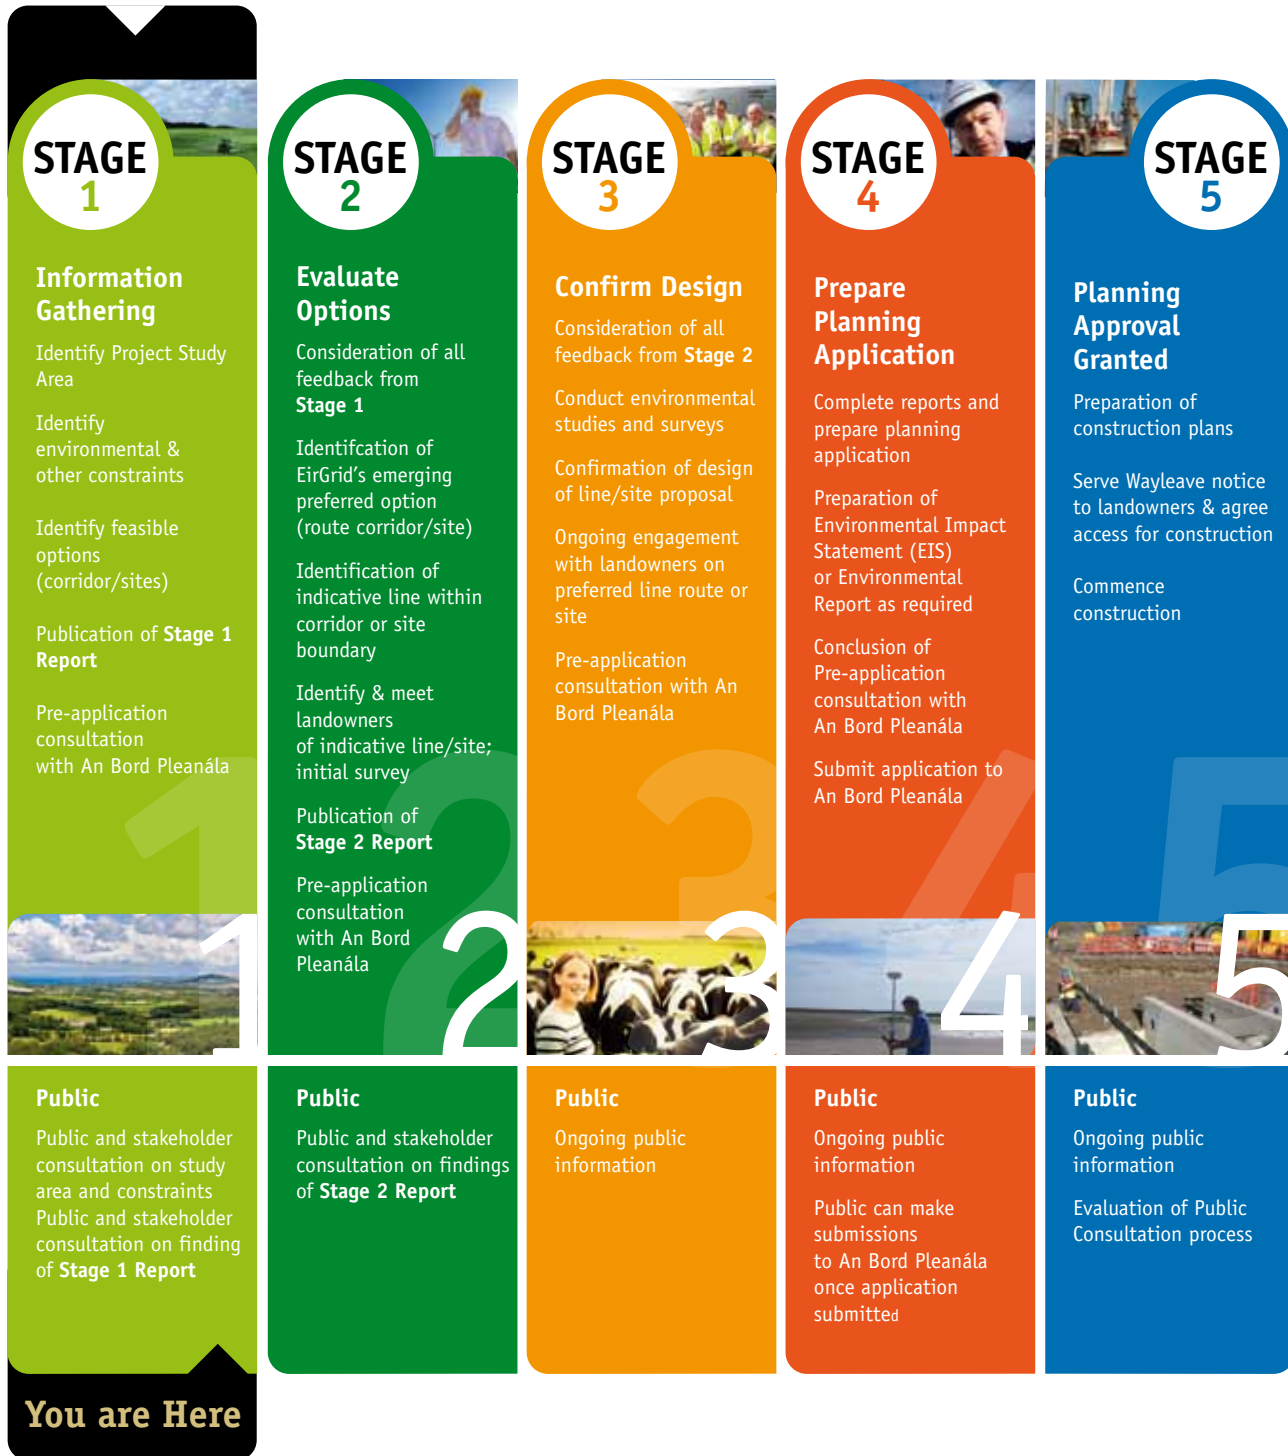 STAGE
1
Information
Gathering
Identify Project Study
Area
Identify
environmental &
other constraints
Identify feasible
options
(corridor/sites)
Publication of Stage 1
Report
Pre-application
consultation
with An Bord Pleanála
1
1
Public
Public and stakeholder
consultation on study
area and constraints
Public and stakeholder
consultation on finding
of Stage 1 Report
You are Here
STAGE
2
Evaluate
Options
Consideration of all
feedback from
Stage 1
Identifcation of
EirGrid’s emerging
preferred option
(route corridor/site)
Identification of
indicative line within
corridor or site
boundary
Identify & meet
landowners
of indicative line/site;
initial survey
Publication of
Stage 2 Report
Pre-application
consultation
with An Bord
Pleanála
2
2
Public
Public and stakeholder
consultation on findings
of Stage 2 Report
STAGE
3
Confirm Design
Consideration of all
feedback from Stage 2
Conduct environmental
studies and surveys
Confirmation of design
of line/site proposal
Ongoing engagement
with landowners on
preferred line route or
site
Pre-application
consultation with An
Bord Pleanála
3
3
Public
Ongoing public
information
STAGE
4
Prepare
Planning
Application
Complete reports and
prepare planning
application
Preparation of
Environmental Impact
Statement (EIS)
or Environmental
Report as required
Conclusion of
Pre-application
consultation with
An Bord Pleanála
Submit application to
An Bord Pleanála
4
4
Public
Ongoing public
information
Public can make
submissions
to An Bord Pleanála
once application
submitted
STAGE
5
Planning
Approval
Granted
Preparation of
construction plans
Serve Wayleave notice
to landowners & agree
access for construction
Commence
construction
5
5
Public
Ongoing public
information
Evaluation of Public
Consultation process